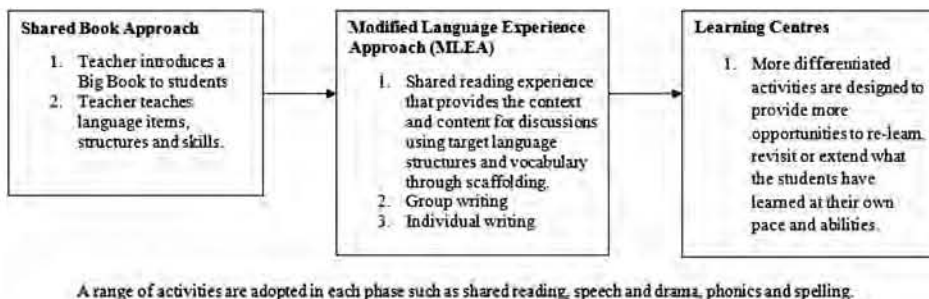 Shared Book Approach
1. Teacher introduces a
Big Book to students
2. Teacher teaches
language items,
structures and skills.
Modified Language Experience
Approach (MLEA)
1. Shared reading experience
that provides the context
and content for discussions
using target language
structures and vocabulary
through scaffolding.
2. Group writing
3. Individual writing
Learning Centres
1. More differentiated
activities are designed to
provide more
opportunities to re-learn,
revisit or extend what
the students have
learned at their own
pace and abilities.
A range of activities are adopted in each phase such as shared reading, speech and drama, phonics and spelling.